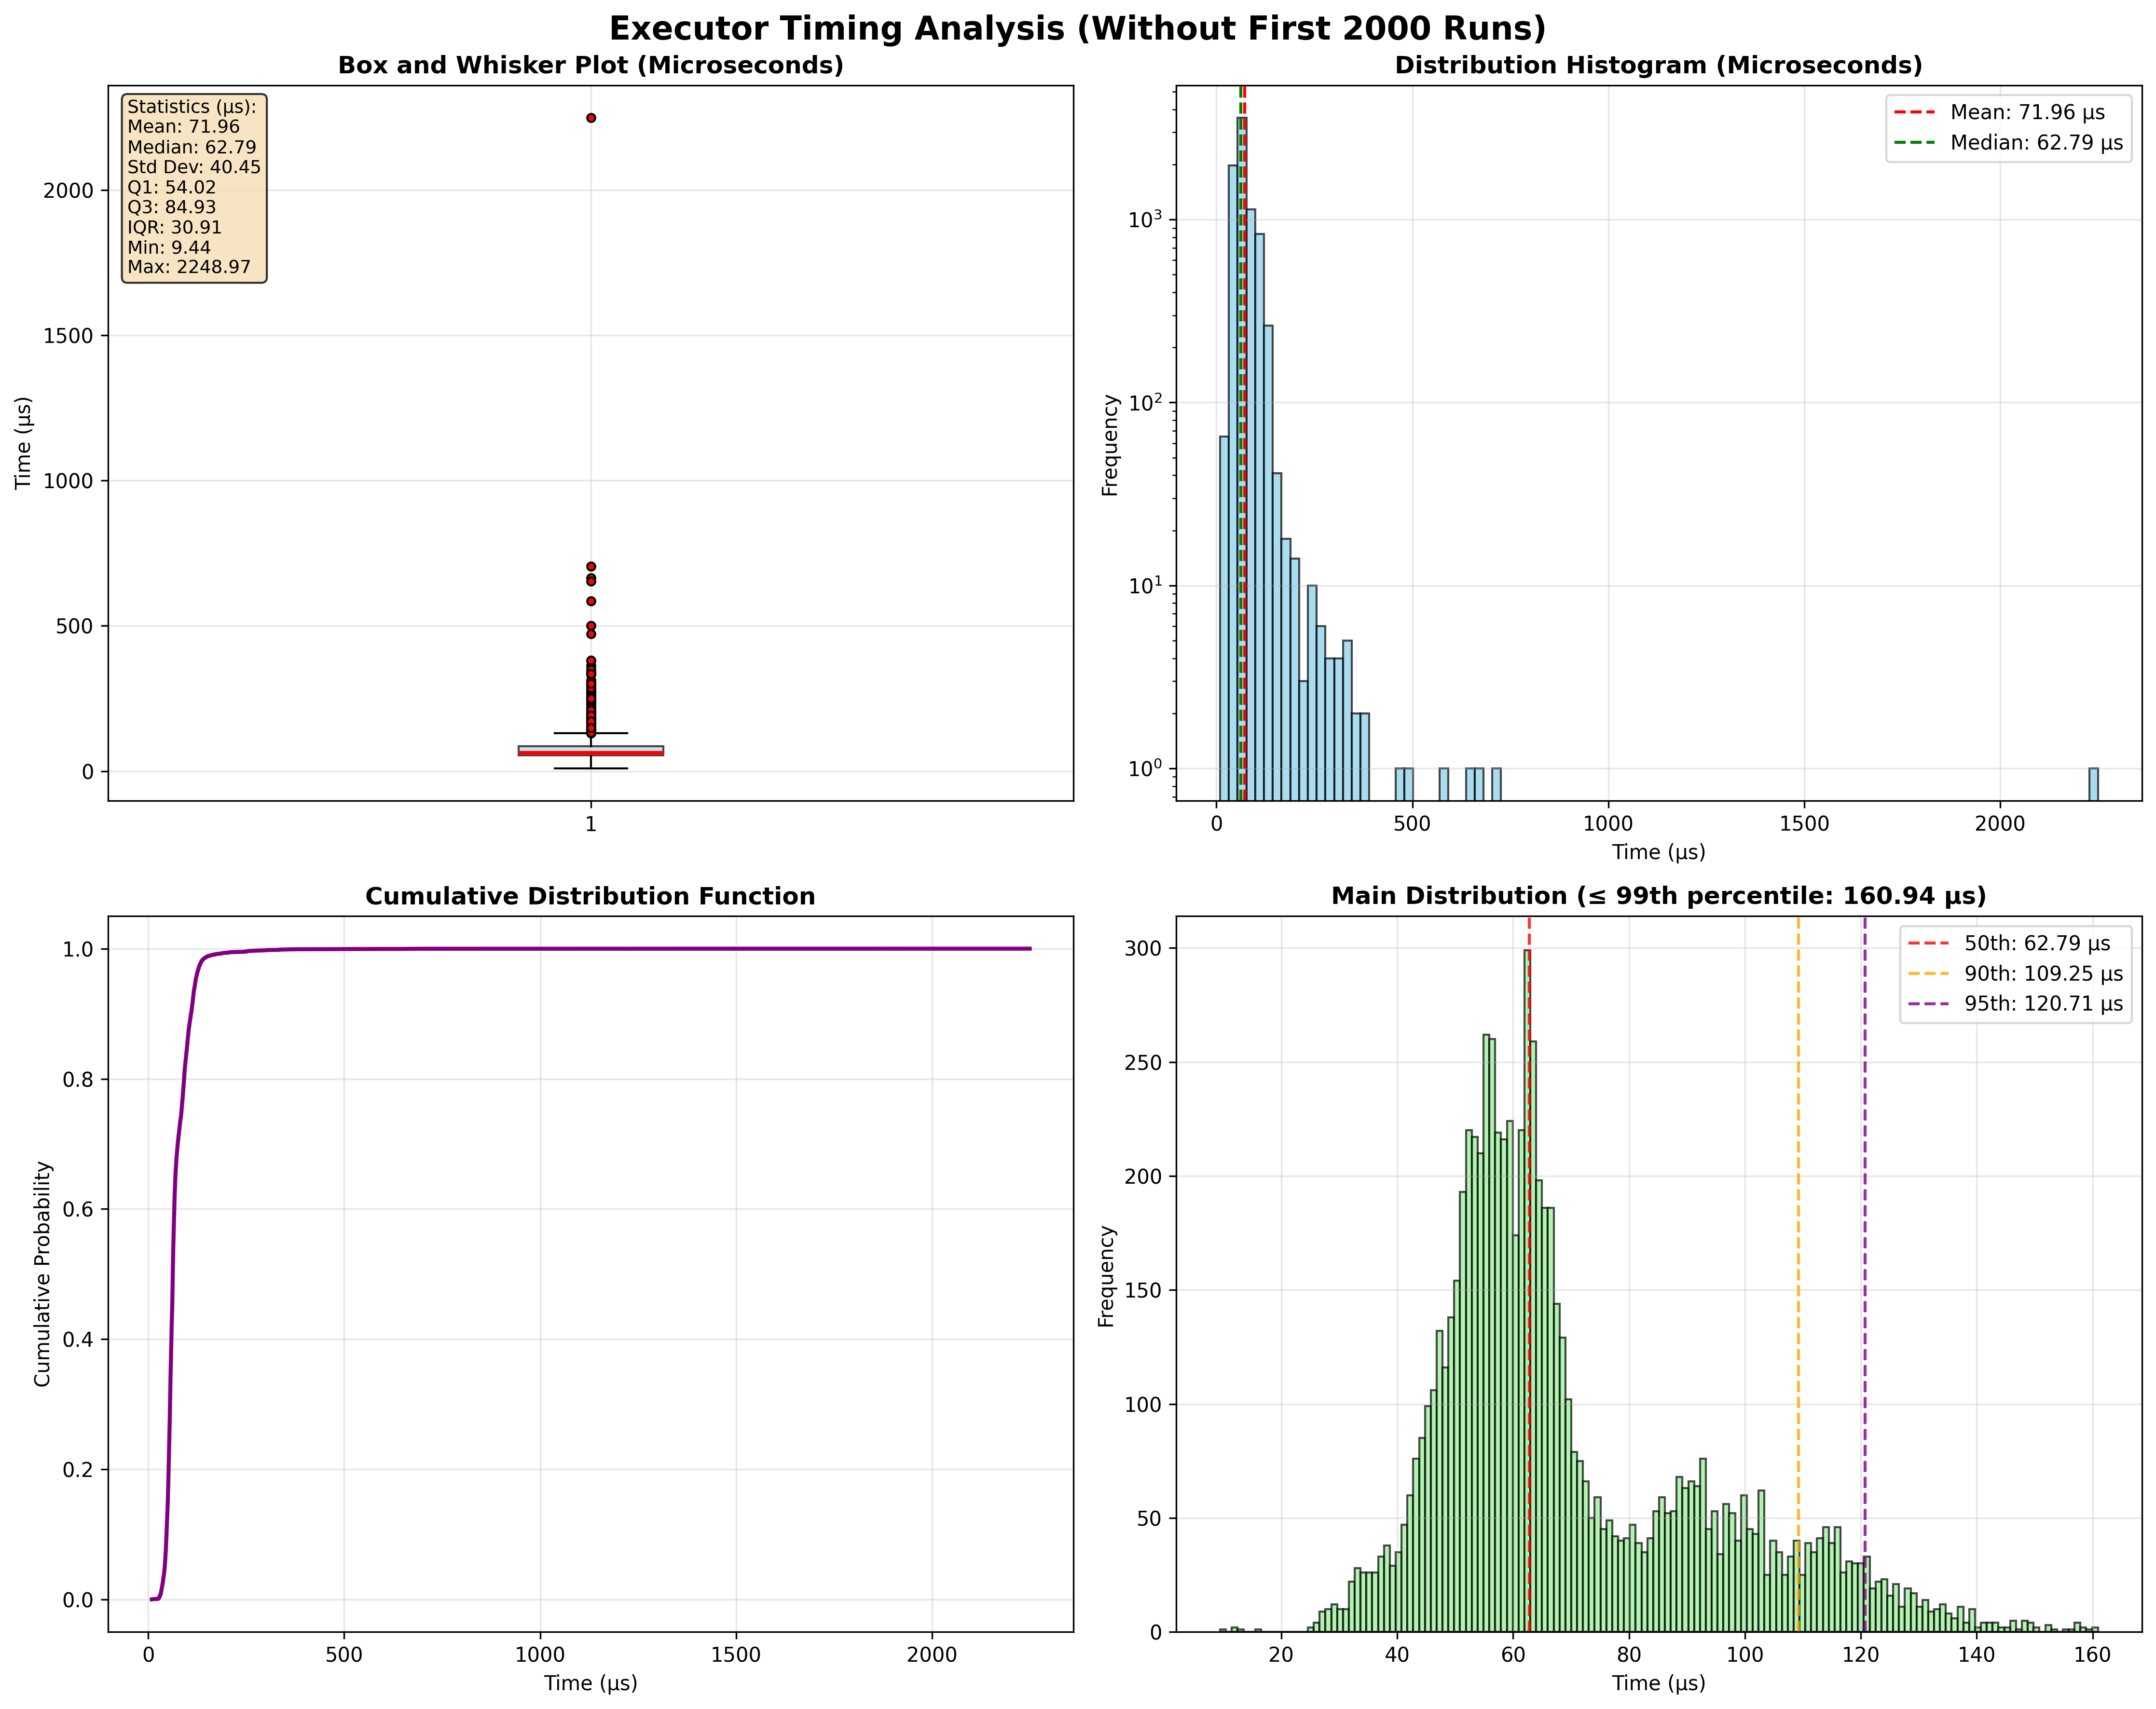 Executor Timing Analysis (Without First 2000 Runs)
Box and Whisker Plot (Microseconds)
Statistics (µs):
Mean: 71.96
Median: 62.79
Std Dev: 40.45
Q1: 54.02
Q3: 84.93
IQR: 30.91
Min: 9.44
Max: 2248.97
Time (µs)
2000
1500
1000
500
0
1
Distribution Histogram (Microseconds)
Mean: 71.96 µs
Median: 62.79 µs
Frequency
10³
10²
10¹
10⁰
0 500 1000 1500 2000
Time (µs)
Cumulative Distribution Function
Cumulative Probability
1.0
0.8
0.6
0.4
0.2
0.0
0 500 1000 1500 2000
Time (µs)
Main Distribution (≤ 99th percentile: 160.94 µs)
50th: 62.79 µs
90th: 109.25 µs
95th: 120.71 µs
Frequency
300
250
200
150
100
50
0
20 40 60 80 100 120 140 160
Time (µs)